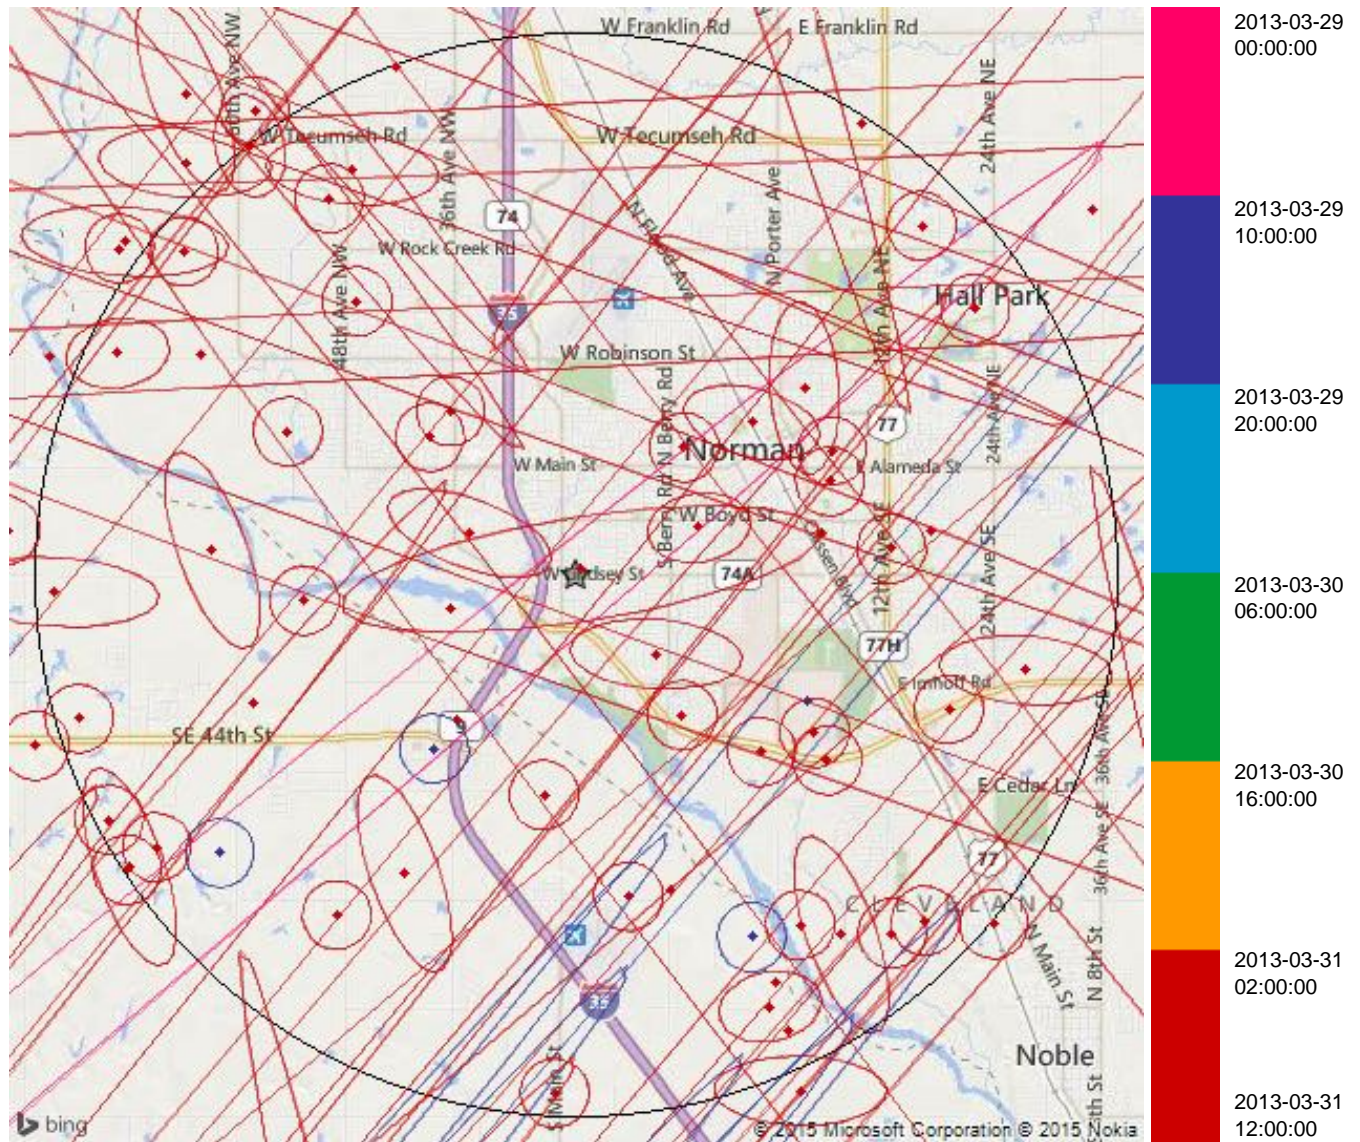 W Franklin Rd
E Franklin Rd
W Tecumseh Rd
W Tecumseh Rd
36th Ave NW
24th Ave NE
74
N Flood Ave
N Porter Ave
W Rock Creek Rd
48th Ave NW
12th Ave NE
Hall Park
35
W Robinson St
N Berry Rd
24th Ave NE
77
Norman
W Main St
E Alameda St
S Berry Rd
W Boyd St
Classen Blvd
12th Ave SE
24th Ave SE
W Lindsey St
74A
77H
E Imhoff Rd
36th Ave SE
9
SE 44th St
E Cedar Ln
36th Ave SE
77
CLEVELAND
N Main St
N 8th St
35
S Main St
Noble
bing
© 2015 Microsoft Corporation © 2015 Nokia
2013-03-29
00:00:00
2013-03-29
10:00:00
2013-03-29
20:00:00
2013-03-30
06:00:00
2013-03-30
16:00:00
2013-03-31
02:00:00
2013-03-31
12:00:00